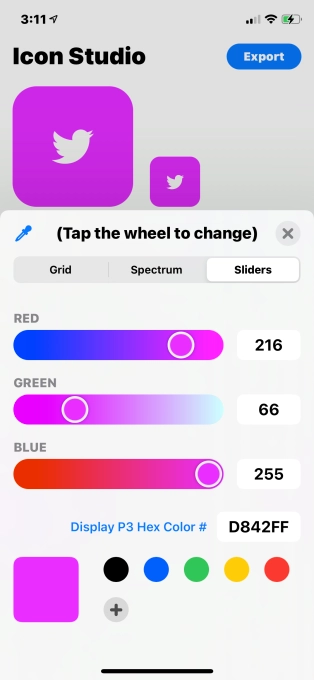 3:11
Icon Studio
Export
(Tap the wheel to change)
Grid
Spectrum
Sliders
RED
216
GREEN
66
BLUE
255
Display P3 Hex Color #
D842FF